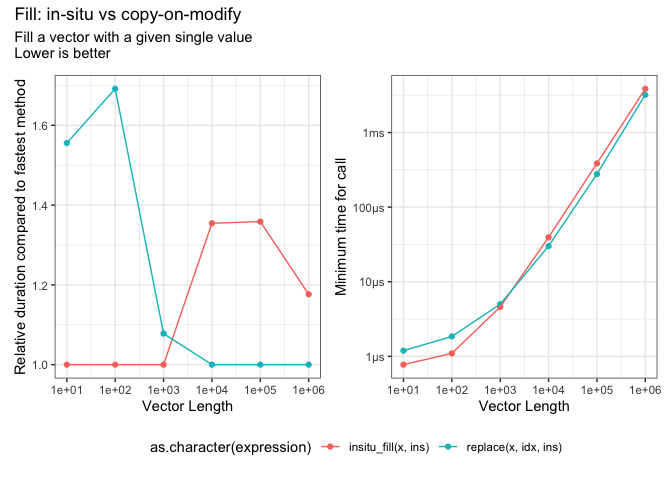 Fill: in-situ vs copy-on-modify
Fill a vector with a given single value
Lower is better
Relative duration compared to fastest method
1.6
1.4
1.2
1.0
1e+01 1e+02 1e+03 1e+04 1e+05 1e+06
Vector Length
Minimum time for call
1ms
100µs
10µs
1µs
1e+01 1e+02 1e+03 1e+04 1e+05 1e+06
Vector Length
as.character(expression) insitu_fill(x, ins) replace(x, idx, ins)